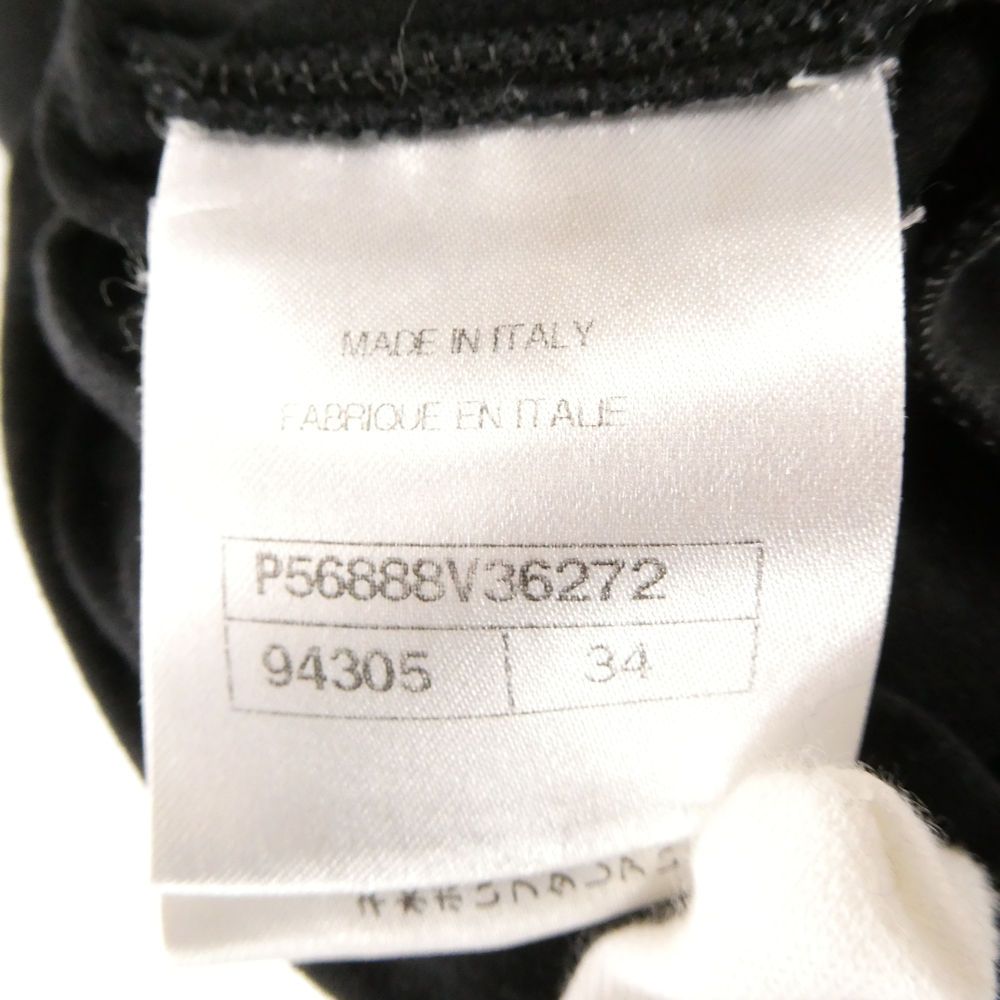 MADE IN ITALY
FABRIQUE EN ITALIE
P56888V36272
94305 34